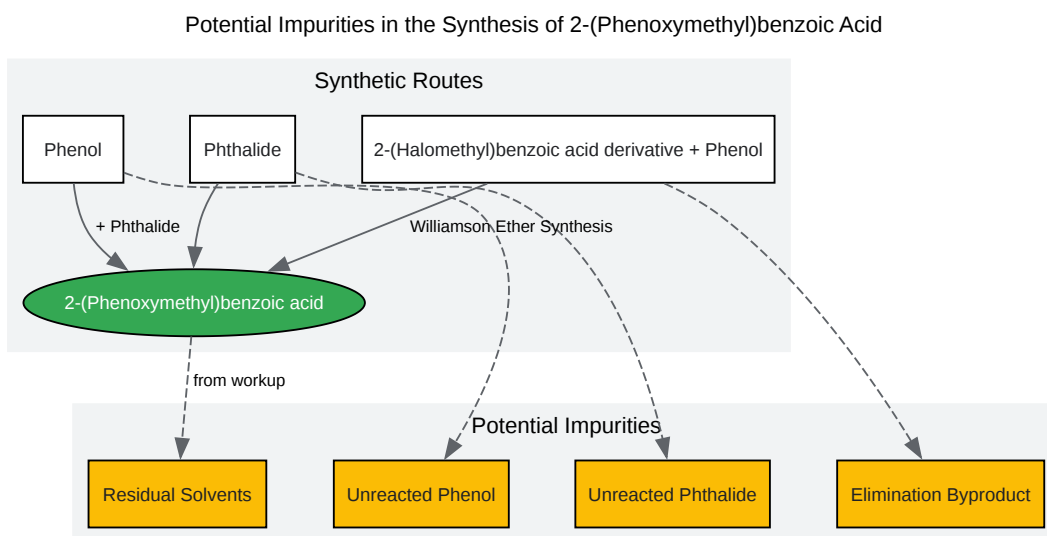 Potential Impurities in the Synthesis of 2-(Phenoxymethyl)benzoic Acid
Synthetic Routes
Phenol
Phthalide
2-(Halomethyl)benzoic acid derivative + Phenol
+ Phthalide
Williamson Ether Synthesis
2-(Phenoxymethyl)benzoic acid
from workup
Potential Impurities
Residual Solvents
Unreacted Phenol
Unreacted Phthalide
Elimination Byproduct